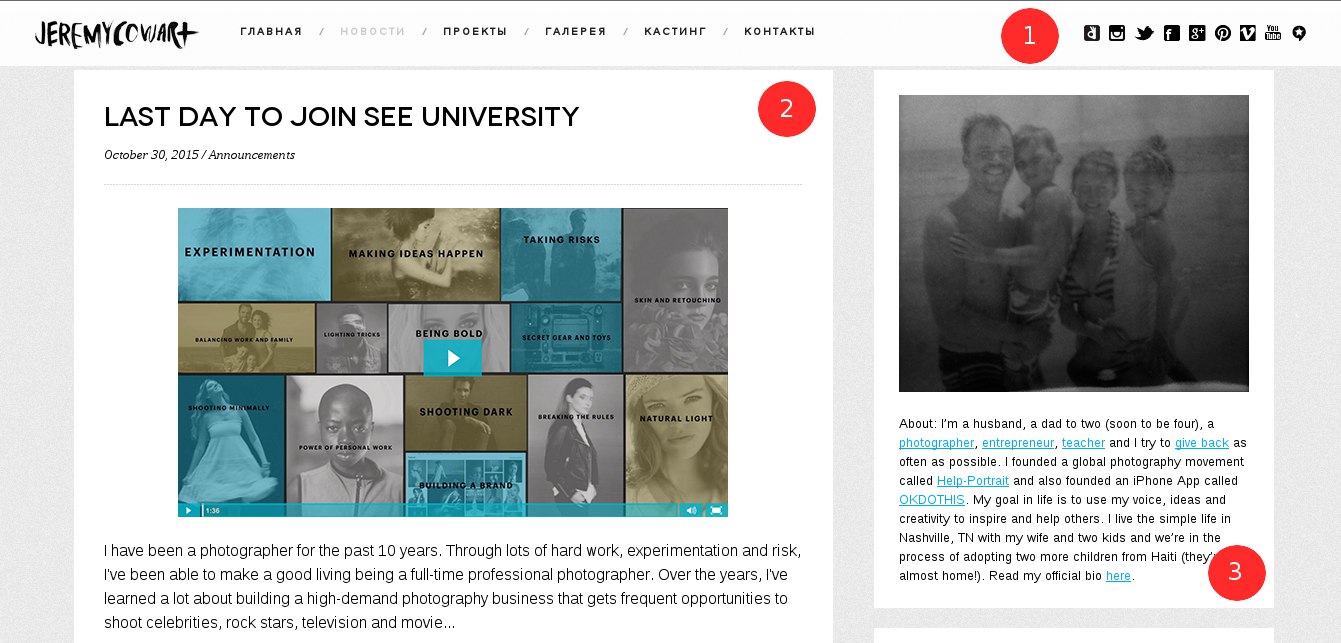 JEREMYCOWART
ГЛАВНАЯ / НОВОСТИ / ПРОЕКТЫ / ГАЛЕРЕЯ / КАСТИНГ / КОНТАКТЫ
1
You
Tube
2
LAST DAY TO JOIN SEE UNIVERSITY
October 30, 2015 / Announcements
EXPERIMENTATION
MAKING IDEAS HAPPEN
TAKING RISKS
SKIN AND RETOUCHING
BALANCING WORK AND FAMILY
LIGHTING TRICKS
BEING BOLD
SECRET GEAR AND TOYS
SHOOTING MINIMALLY
POWER OF PERSONAL WORK
SHOOTING DARK
BREAKING THE RULES
NATURAL LIGHT
BUILDING A BRAND
1:36
I have been a photographer for the past 10 years. Through lots of hard work, experimentation and risk,
I've been able to make a good living being a full-time professional photographer. Over the years, I've
learned a lot about building a high-demand photography business that gets frequent opportunities to
shoot celebrities, rock stars, television and movie...
About: I'm a husband, a dad to two (soon to be four), a
photographer, entrepreneur, teacher and I try to give back as
often as possible. I founded a global photography movement
called Help-Portrait and also founded an iPhone App called
OKDOTHIS. My goal in life is to use my voice, ideas and
creativity to inspire and help others. I live the simple life in
Nashville, TN with my wife and two kids and we're in the
process of adopting two more children from Haiti (they'
almost home!). Read my official bio here.
3